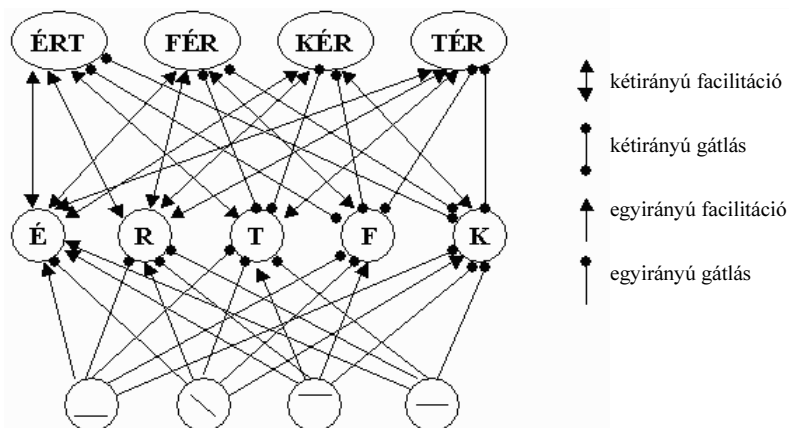 ÉRT FÉR KÉR TÉR
kétirányú facilitáció
kétirányú gátlás
É R T F K
egyirányú facilitáció
egyirányú gátlás